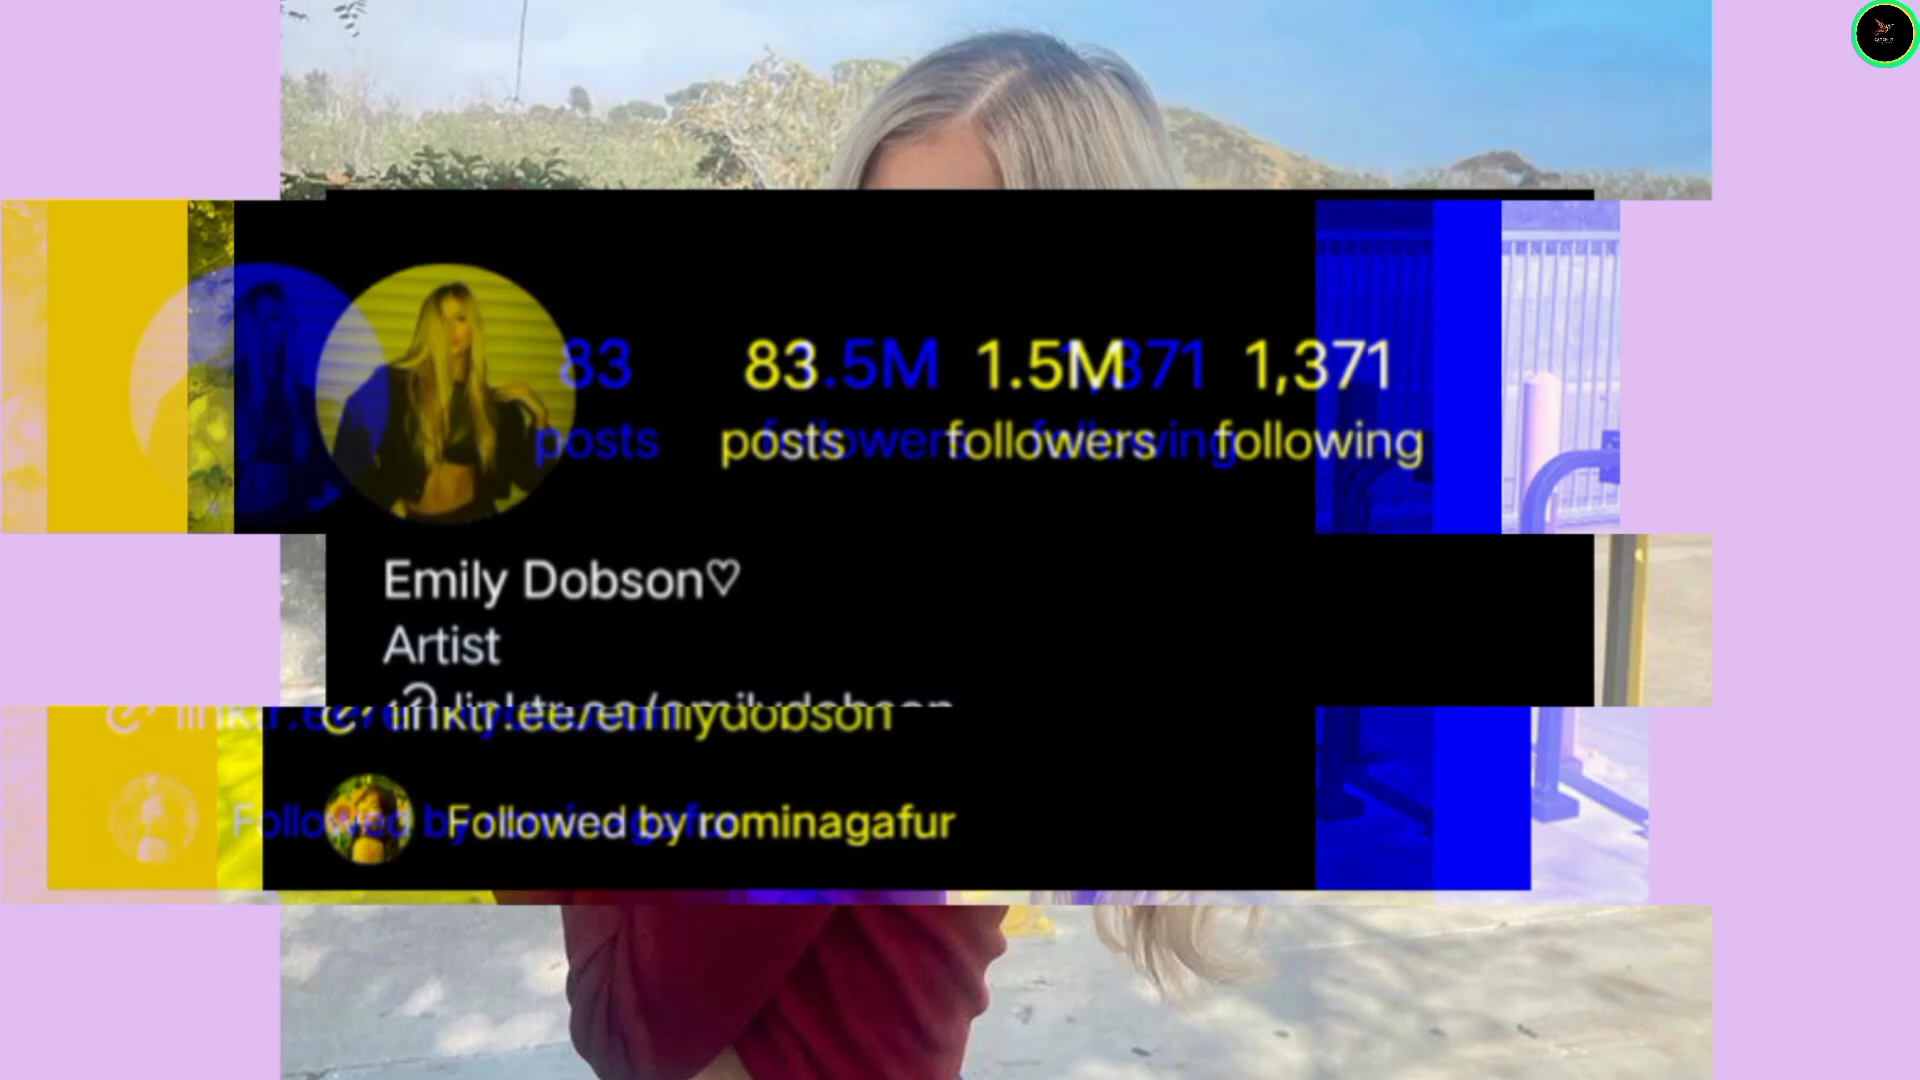 83 1.5M 1,371
posts followers following
Emily Dobson♡
Artist
linktr.ee/emilydobson
Followed by rominagafur